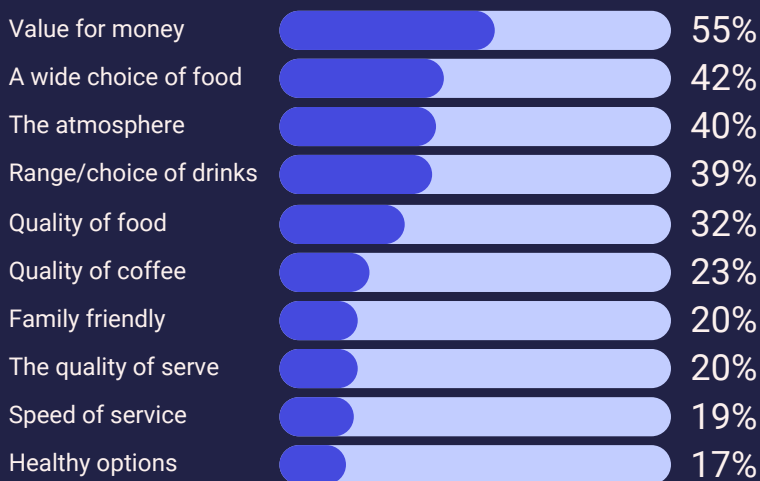 Value for money 55%
A wide choice of food 42%
The atmosphere 40%
Range/choice of drinks 39%
Quality of food 32%
Quality of coffee 23%
Family friendly 20%
The quality of serve 20%
Speed of service 19%
Healthy options 17%